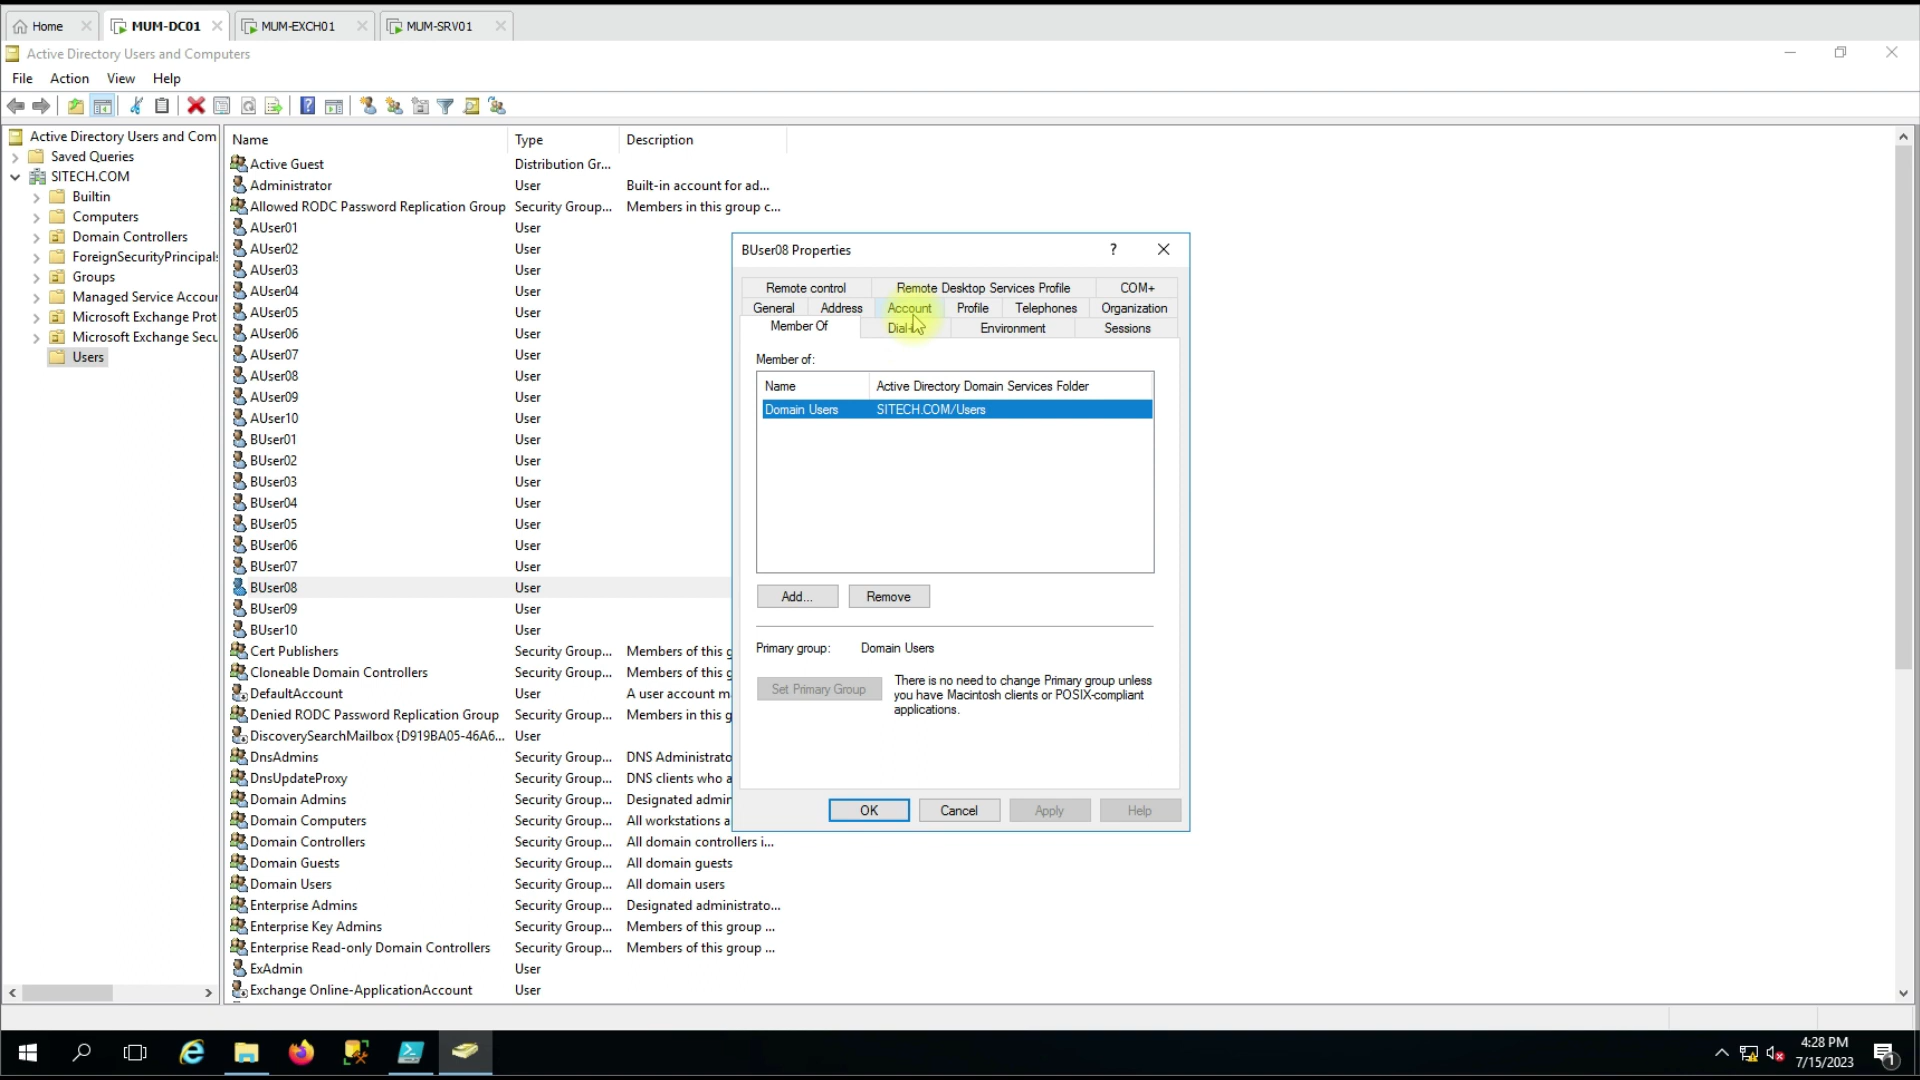 Home
MUM-DC01
MUM-EXCH01
MUM-SRV01
Active Directory Users and Computers
File Action View Help
Active Directory Users and Com
Saved Queries
SITECH.COM
Builtin
Computers
Domain Controllers
ForeignSecurityPrincipals
Groups
Managed Service Accour
Microsoft Exchange Prot
Microsoft Exchange Secu
Users
Name Type Description
Active Guest Distribution Gr...
Administrator User Built-in account for ad...
Allowed RODC Password Replication Group Security Group... Members in this group c...
AUser01 User
AUser02 User
AUser03 User
AUser04 User
AUser05 User
AUser06 User
AUser07 User
AUser08 User
AUser09 User
AUser10 User
BUser01 User
BUser02 User
BUser03 User
BUser04 User
BUser05 User
BUser06 User
BUser07 User
BUser08 User
BUser09 User
BUser10 User
Cert Publishers Security Group... Members of this g
Cloneable Domain Controllers Security Group... Members of this g
DefaultAccount User A user account m
Denied RODC Password Replication Group Security Group... Members in this g
DiscoverySearchMailbox {D919BA05-46A6... User
DnsAdmins Security Group... DNS Administrato
DnsUpdateProxy Security Group... DNS clients who a
Domain Admins Security Group... Designated admin
Domain Computers Security Group... All workstations a
Domain Controllers Security Group... All domain controllers i...
Domain Guests Security Group... All domain guests
Domain Users Security Group... All domain users
Enterprise Admins Security Group... Designated administrato...
Enterprise Key Admins Security Group... Members of this group ...
Enterprise Read-only Domain Controllers Security Group... Members of this group ...
ExAdmin User
Exchange Online-ApplicationAccount User
BUser08 Properties ?
Remote control Remote Desktop Services Profile COM+
General Address Account Profile Telephones Organization
Member Of Environment Sessions
Member of:
Name Active Directory Domain Services Folder
Domain Users SITECH.COM/Users
Add... Remove
Primary group: Domain Users
Set Primary Group
There is no need to change Primary group unless
you have Macintosh clients or POSIX-compliant
applications.
OK Cancel Apply Help
4:28 PM
7/15/2023
1